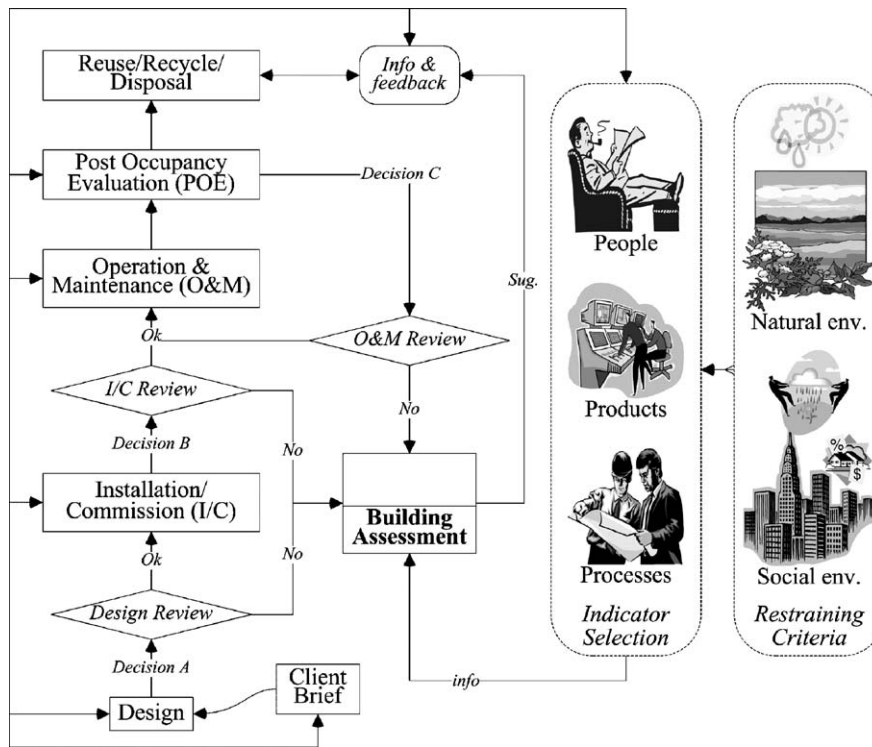 Reuse/Recycle/
Disposal
Info &
feedback
Post Occupancy
Evaluation (POE)
Decision C
Operation &
Maintenance (O&M)
Sug.
Ok
O&M Review
I/C Review
No
Decision B
No
Installation/
Commission (I/C)
Building
Assessment
No
Ok
Design Review
Decision A
Client
Brief
Design
info
People
Products
Processes
Indicator
Selection
Natural env.
%
$
Social env.
Restraining
Criteria